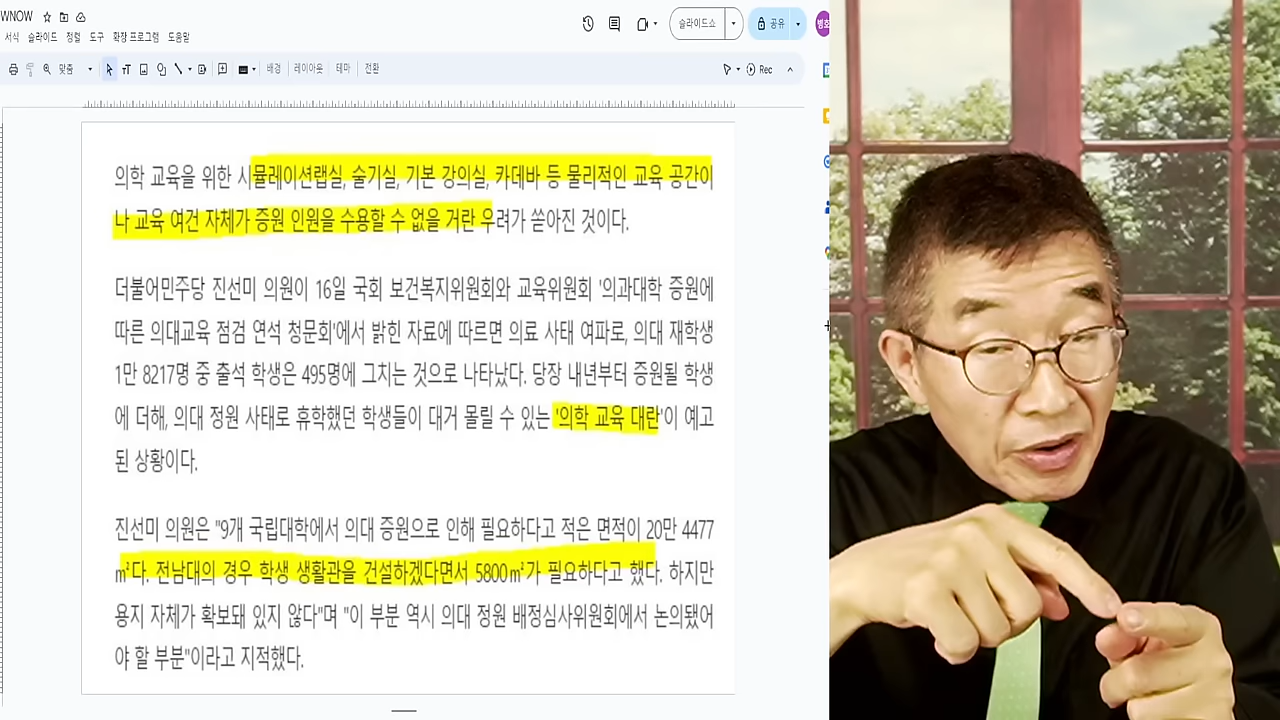 WNOW
서식 슬라이드 정렬 도구 확장 프로그램 도움말
슬라이드쇼
공유
병화
맞춤
배경 레이아웃 테마 전환
Rec
의학 교육을 위한 시뮬레이션랩실, 술기실, 기본 강의실, 카데바 등 물리적인 교육 공간이
나 교육 여건 자체가 증원 인원을 수용할 수 없을 거란 우려가 쏟아진 것이다.
더불어민주당 진선미 의원이 16일 국회 보건복지위원회와 교육위원회 '의과대학 증원에
따른 의대교육 점검 연석 청문회'에서 밝힌 자료에 따르면 의료 사태 여파로, 의대 재학생
1만 8217명 중 출석 학생은 495명에 그치는 것으로 나타났다. 당장 내년부터 증원될 학생
에 더해, 의대 정원 사태로 휴학했던 학생들이 대거 몰릴 수 있는 '의학 교육 대란'이 예고
된 상황이다.
진선미 의원은 "9개 국립대학에서 의대 증원으로 인해 필요하다고 적은 면적이 20만 4477
㎡다. 전남대의 경우 학생 생활관을 건설하겠다면서 5800㎡가 필요하다고 했다. 하지만
용지 자체가 확보돼 있지 않다"며 "이 부분 역시 의대 정원 배정심사위원회에서 논의됐어
야 할 부분"이라고 지적했다.